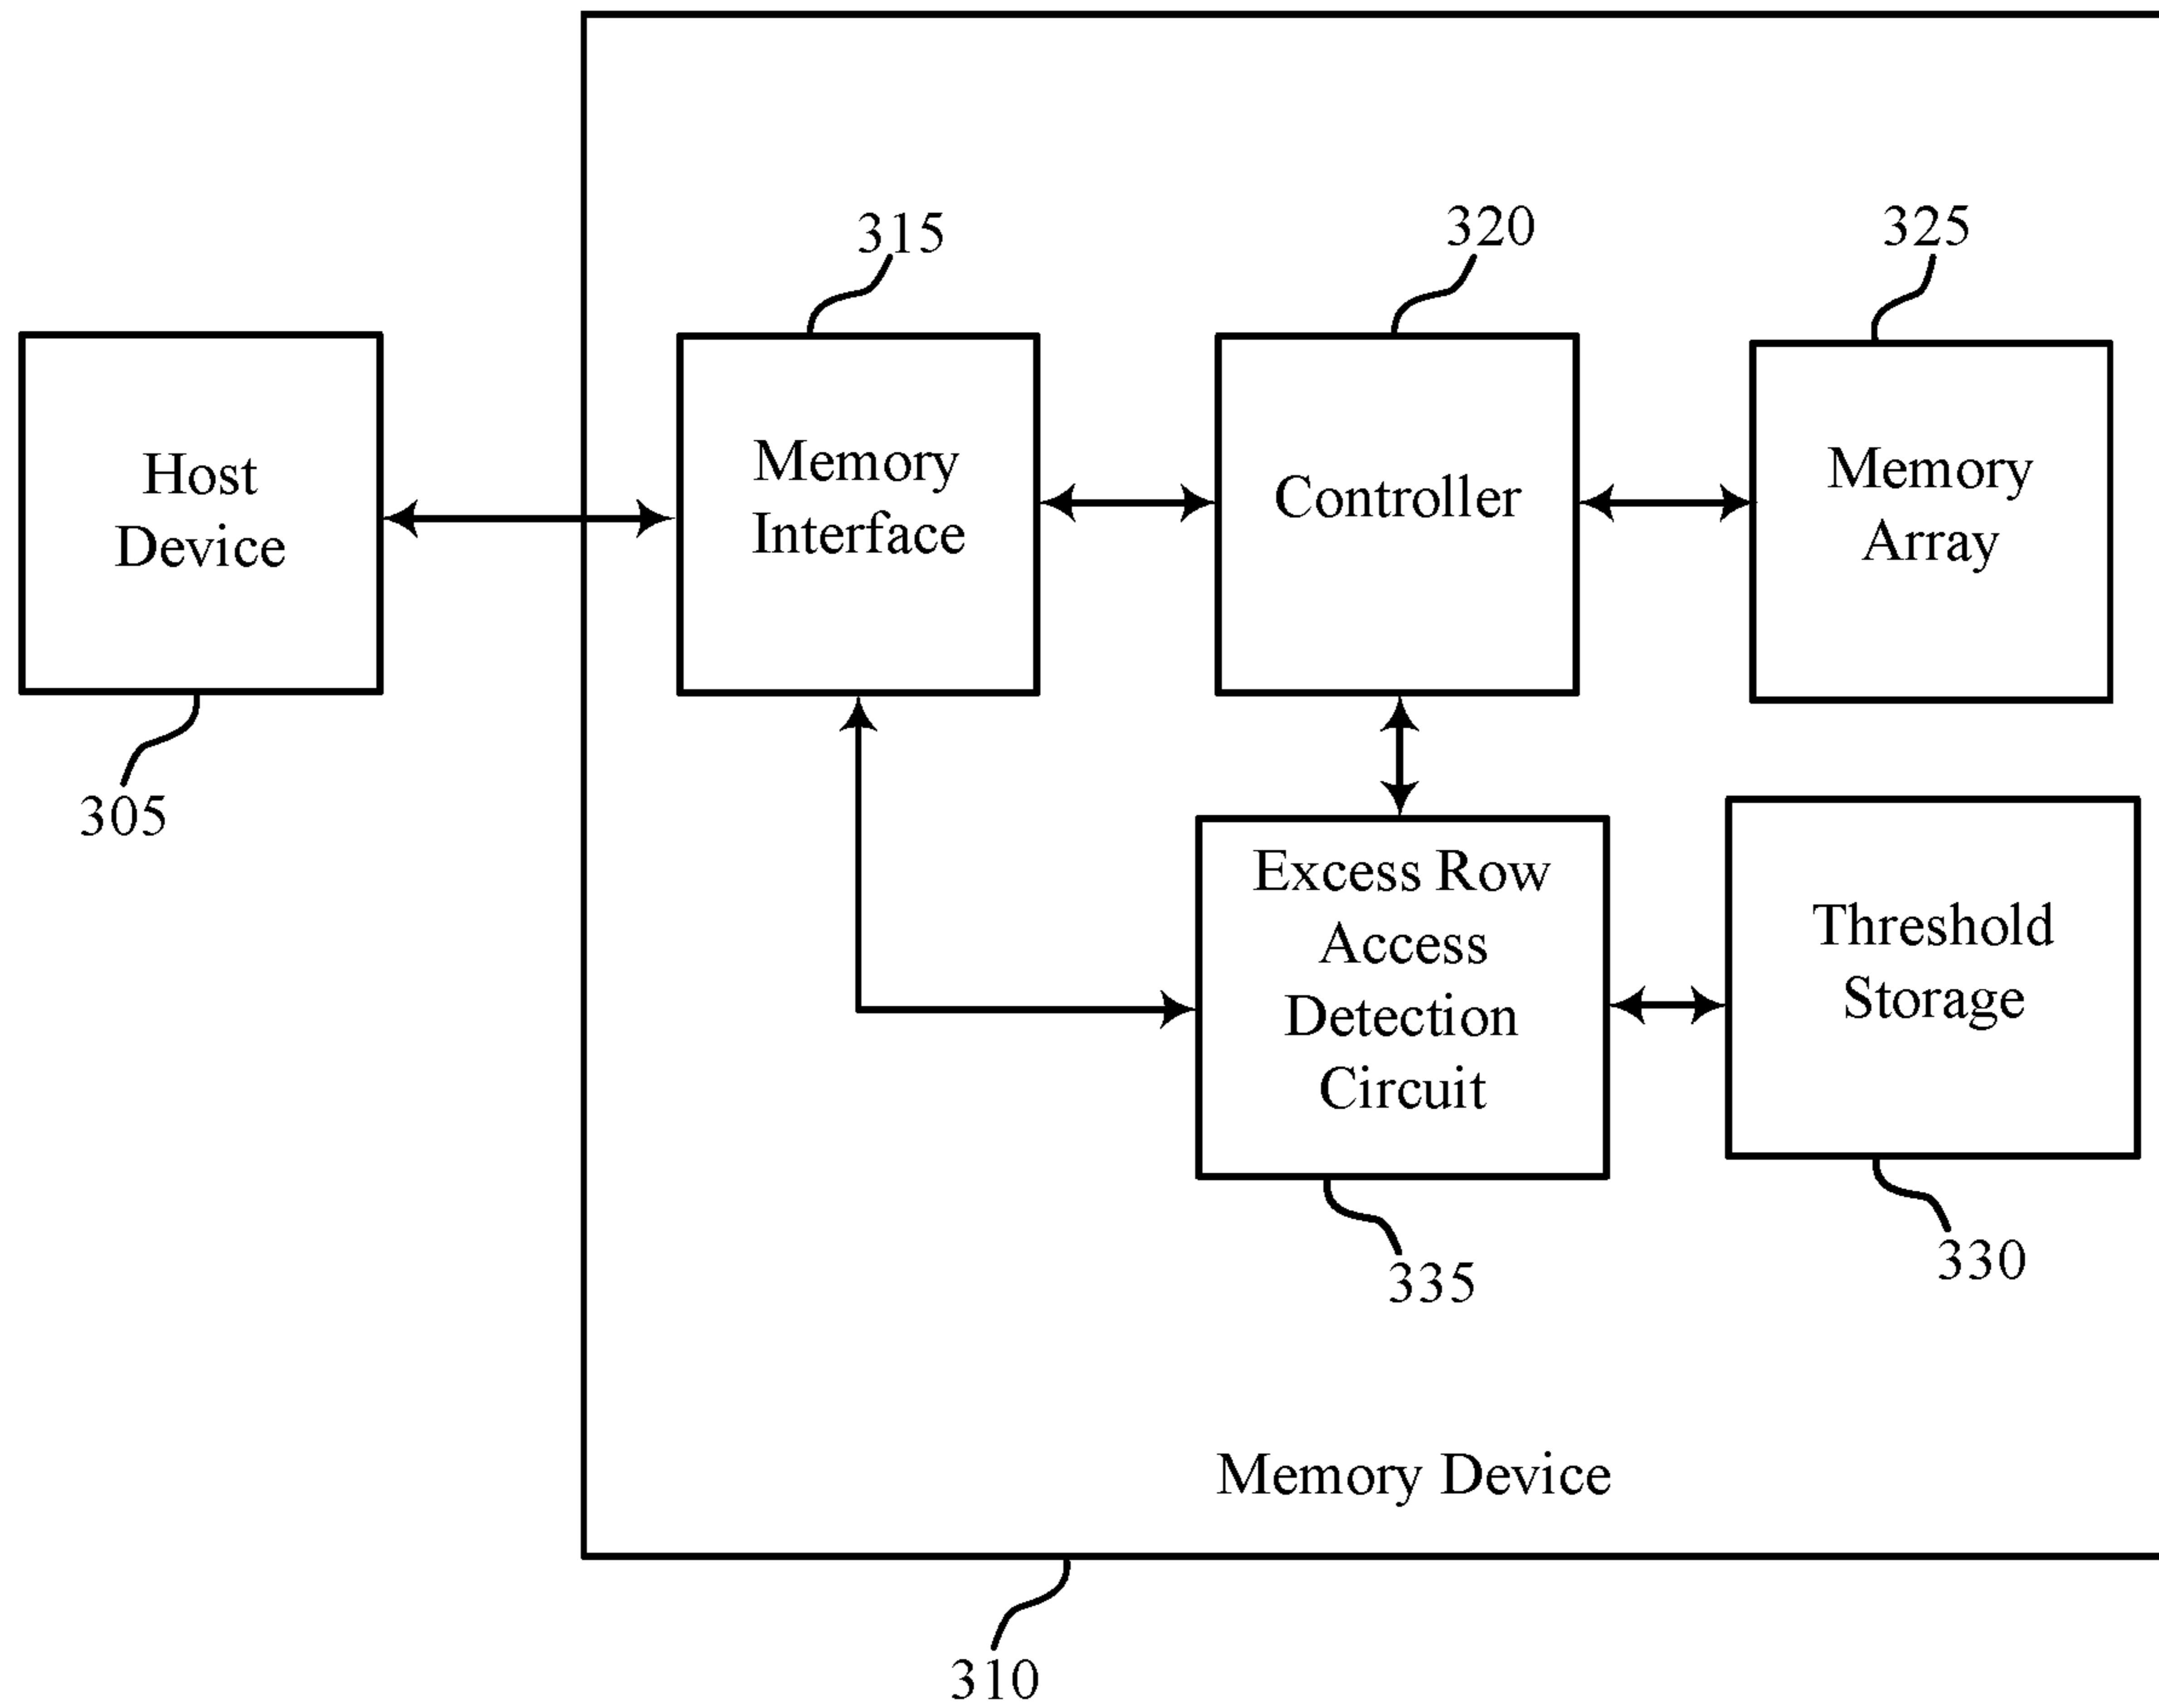 315
320
325
Host
Device
Memory
Interface
Controller
Memory
Array
305
Excess Row
Access
Detection
Circuit
Threshold
Storage
335
330
Memory Device
310